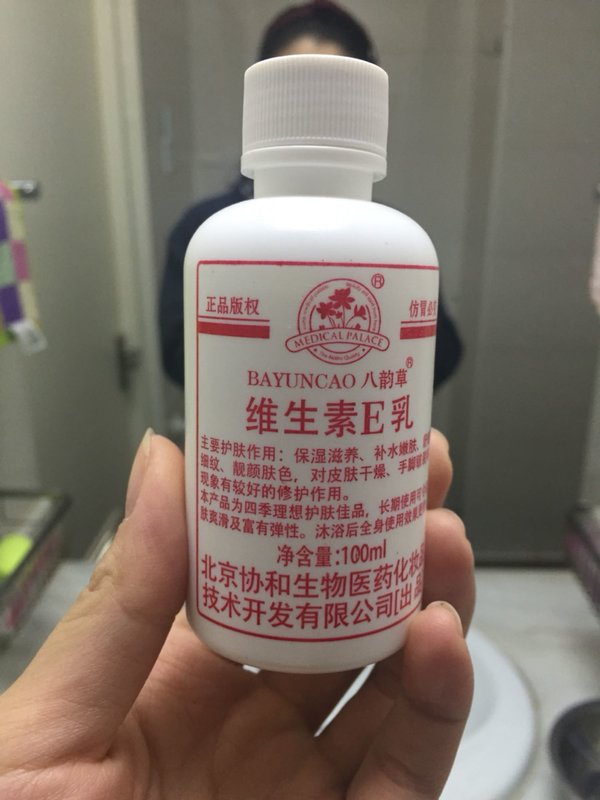 正品版权
仿冒必
MEDICAL PALACE
BAYUNCAO 八韵草®
维生素E乳
主要护肤作用：保湿滋养、补水嫩肤、
细纹、靓颜肤色，对皮肤干燥、手脚
现象有较好的修护作用。
本产品为四季理想护肤佳品，长期使用可
肤爽滑及富有弹性。沐浴后全身使用效果
净含量:100ml
北京协和生物医药化妆品
技术开发有限公司[出品